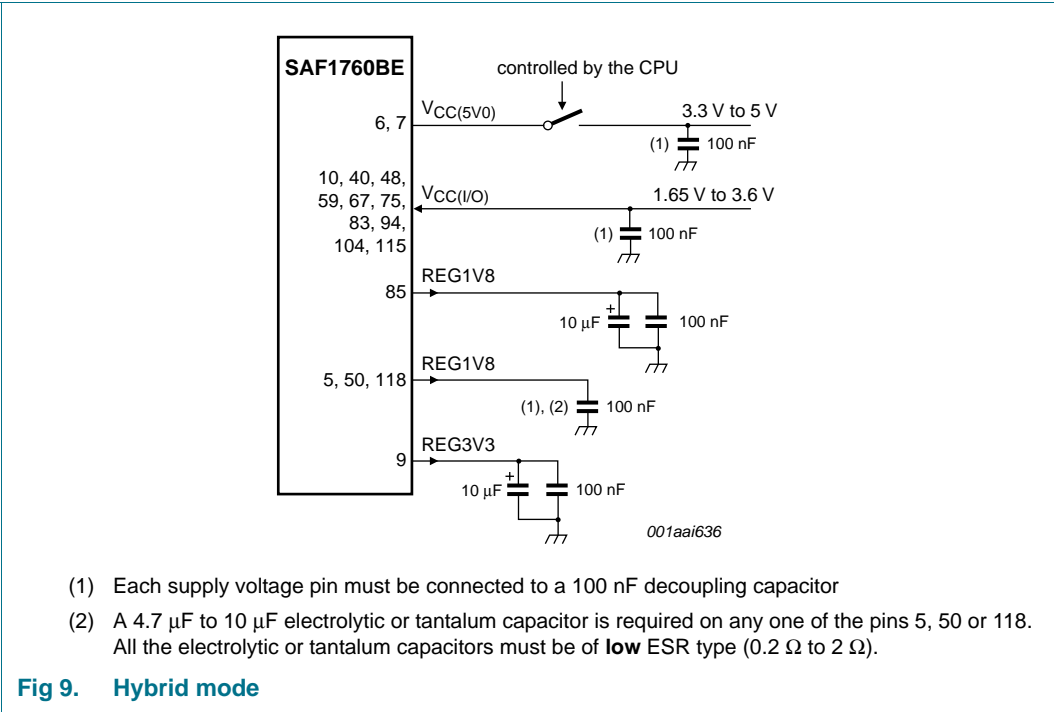 SAF1760BE
controlled by the CPU
6, 7
VCC(5V0)
3.3 V to 5 V
(1)
100 nF
10, 40, 48,
59, 67, 75,
83, 94,
104, 115
VCC(I/O)
1.65 V to 3.6 V
(1)
100 nF
85
REG1V8
+
10 μF
100 nF
5, 50, 118
REG1V8
(1), (2)
100 nF
9
REG3V3
+
10 μF
100 nF
001aai636
(1) Each supply voltage pin must be connected to a 100 nF decoupling capacitor
(2) A 4.7 μF to 10 μF electrolytic or tantalum capacitor is required on any one of the pins 5, 50 or 118.
All the electrolytic or tantalum capacitors must be of low ESR type (0.2 Ω to 2 Ω).
Fig 9. Hybrid mode